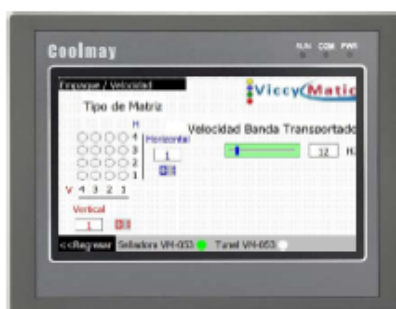 Coolmay
RUN COM PWR
Empaque / Velocidad
ViccyMatic
Tipo de Matriz
H
4
3
2
1
Horizontal
1
V 4 3 2 1
Vertical
1
Velocidad Banda Transportado
12 H
<<Regresar Selladora VM-053 Tunel VM-053